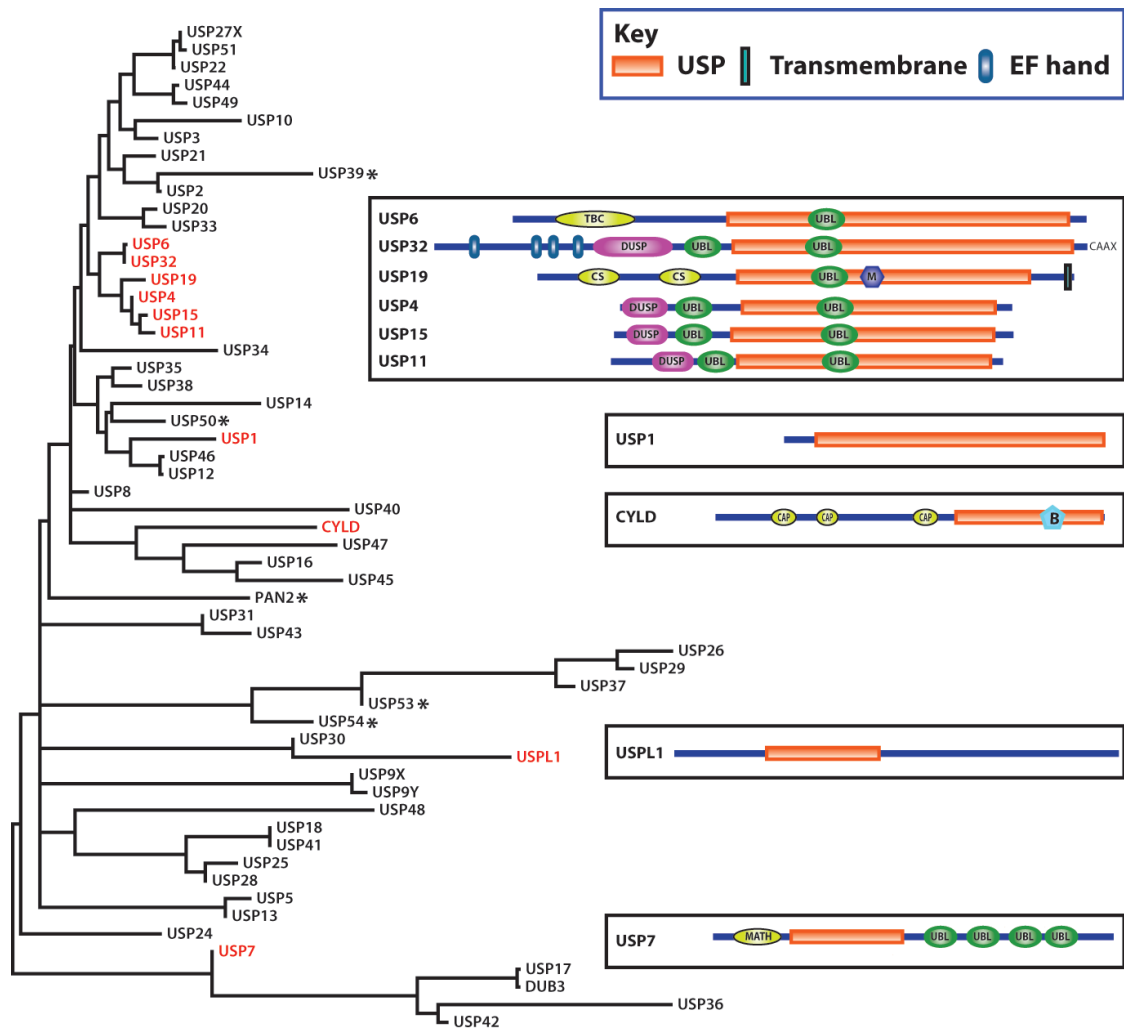 Key
USP Transmembrane EF hand
USP27X
USP51
USP22
USP44
USP49
USP10
USP3
USP21
USP39*
USP2
USP20
USP33
USP6
USP32
USP19
USP4
USP15
USP11
USP34
USP35
USP38
USP14
USP50*
USP1
USP46
USP12
USP8
USP40
CYLD
USP47
USP16
USP45
PAN2*
USP31
USP43
USP26
USP29
USP37
USP53*
USP54*
USP30
USPL1
USP9X
USP9Y
USP48
USP18
USP41
USP25
USP28
USP5
USP13
USP24
USP7
USP17
DUB3
USP36
USP42
USP6 TBC UBL
USP32 DUSP UBL UBL CAAX
USP19 CS CS UBL M
USP4 DUSP UBL UBL
USP15 DUSP UBL UBL
USP11 DUSP UBL UBL
USP1
CYLD CAP CAP CAP B
USPL1
USP7 MATH UBL UBL UBL UBL